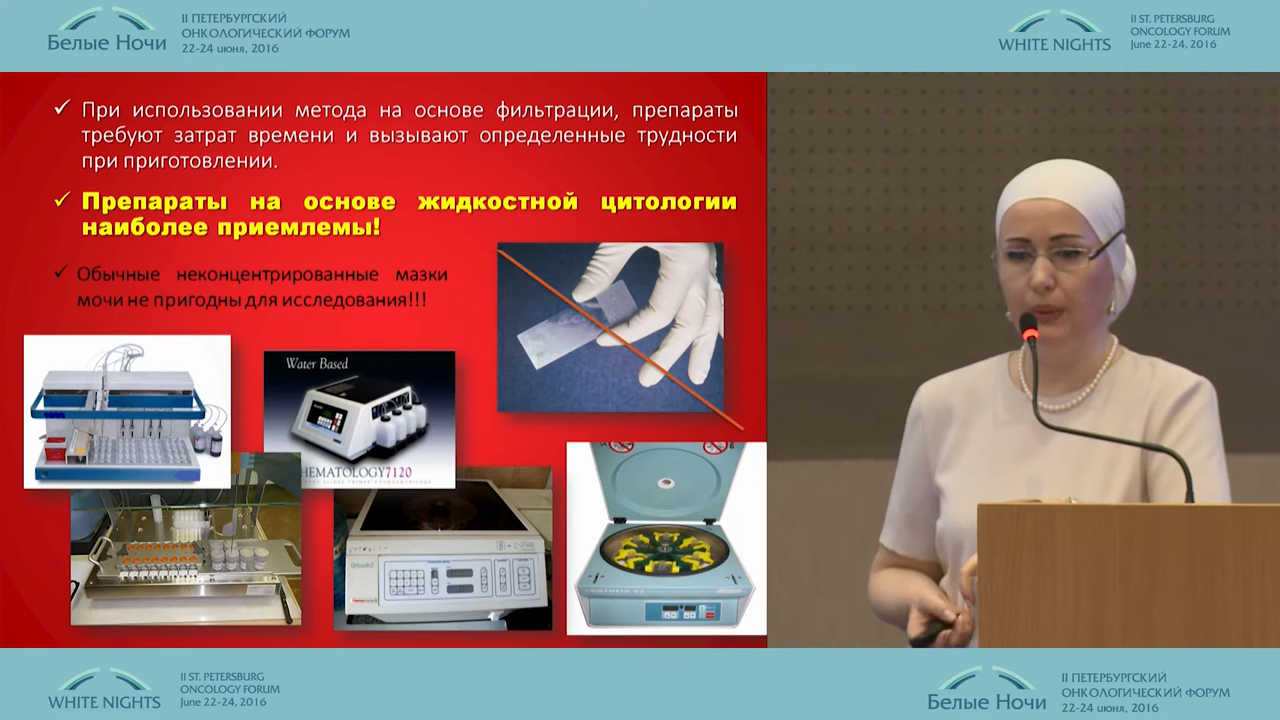 Белые Ночи
II ПЕТЕРБУРГСКИЙ
ОНКОЛОГИЧЕСКИЙ ФОРУМ
22-24 июня, 2016
WHITE NIGHTS
II ST. PETERSBURG
ONCOLOGY FORUM
June 22-24, 2016
При использовании метода на основе фильтрации, препараты
требуют затрат времени и вызывают определенные трудности
при приготовлении.
Препараты на основе жидкостной цитологии
наиболее приемлемы!
Обычные неконцентрированные мазки
мочи не пригодны для исследования!!!
Water Based
HEMATOLOGY7120
WHITE NIGHTS
II ST. PETERSBURG
ONCOLOGY FORUM
June 22-24, 2016
Белые Ночи
II ПЕТЕРБУРГСКИЙ
ОНКОЛОГИЧЕСКИЙ ФОРУМ
22-24 июня, 2016